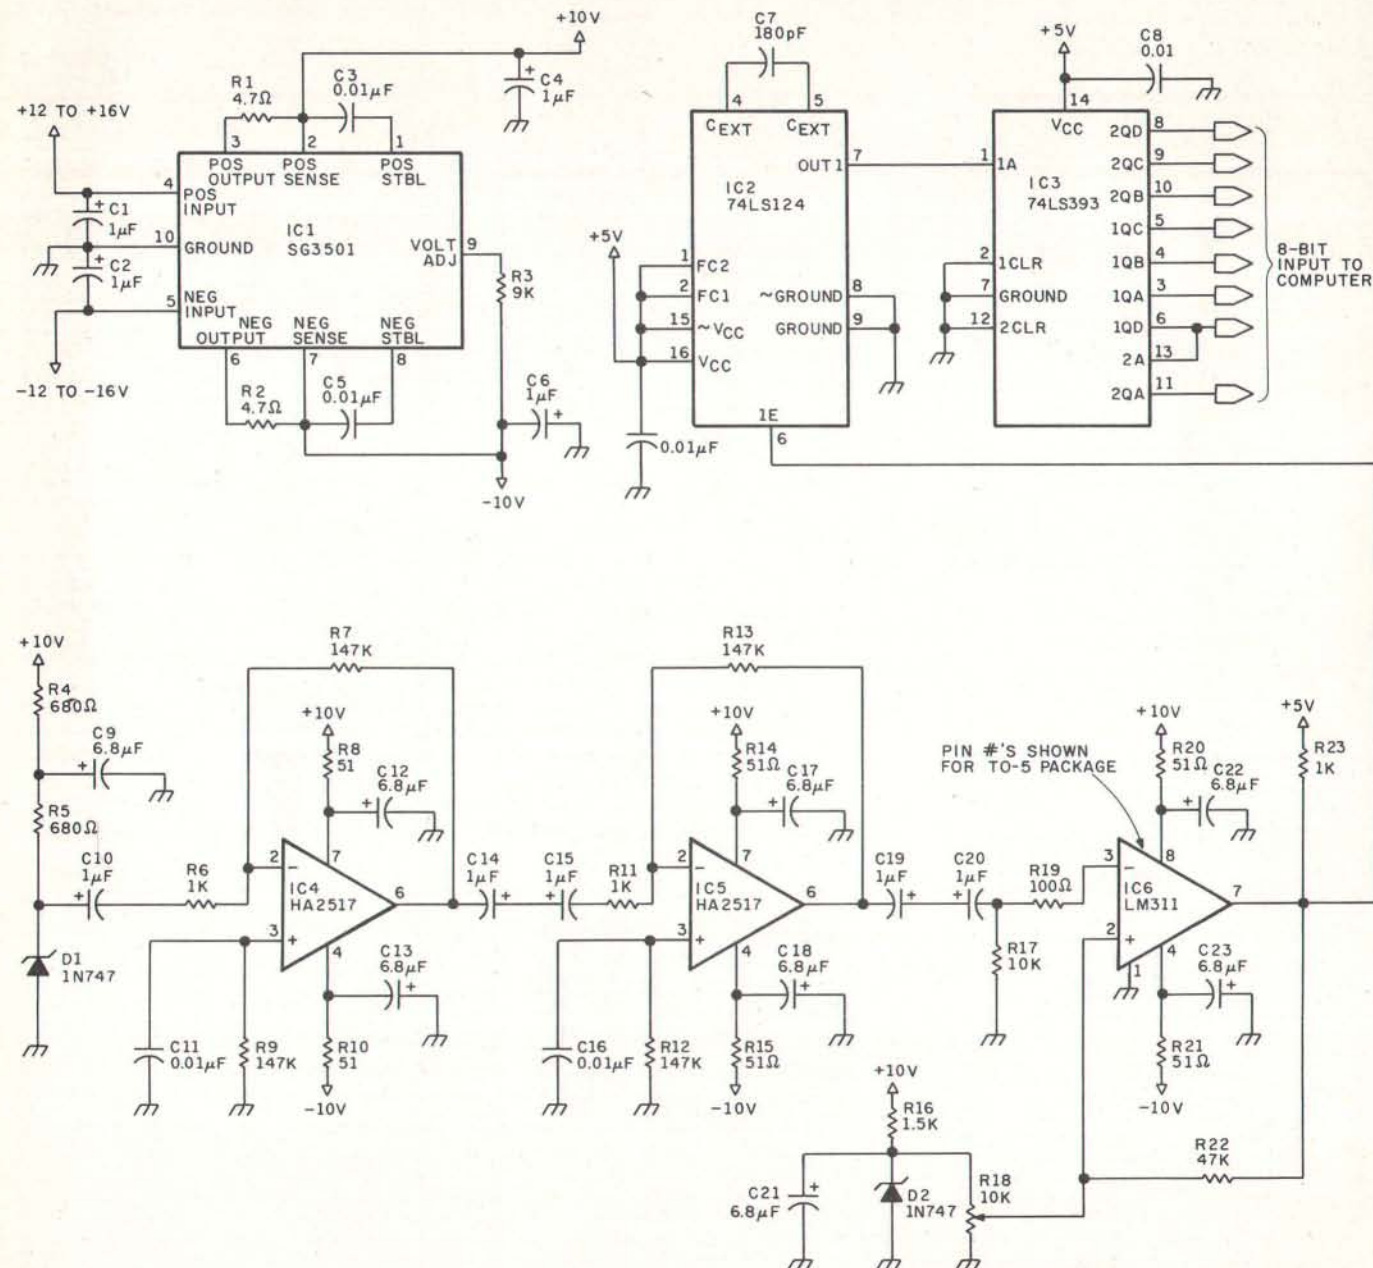 +10V
C7
180pF
+5V
C8
0.01
R1
4.7Ω
C3
0.01μF
+
C4
1μF
+12 TO +16V
4
5
14
3
2
1
CEXT
CEXT
VCC
2QD
8
POS
OUTPUT
POS
SENSE
POS
STBL
OUT1
7
1
1A
2QC
9
4
POS
INPUT
IC2
74LS124
IC3
74LS393
2QB
10
+
C1
1μF
IC1
SG3501
+5V
1QC
5
10
GROUND
VOLT
ADJ
9
1
FC2
2
1CLR
1QB
4
8-BIT
INPUT TO
COMPUTER
+
C2
1μF
R3
9K
2
FC1
~GROUND
8
7
GROUND
1QA
3
5
NEG
INPUT
15
~VCC
GROUND
9
12
2CLR
1QD
6
NEG
OUTPUT
NEG
SENSE
NEG
STBL
16
VCC
2A
13
6
7
8
2QA
11
-12 TO -16V
R2
4.7Ω
C5
0.01μF
C6
1μF
+
1E
6
0.01μF
-10V
+10V
R7
147K
R13
147K
R4
680Ω
C9
6.8μF
+
+10V
R8
51
C12
6.8μF
+
+10V
R14
51Ω
C17
6.8μF
+
PIN #'S SHOWN
FOR TO-5 PACKAGE
+10V
R20
51Ω
C22
6.8μF
+
+5V
R23
1K
R5
680Ω
C10
1μF
+
R6
1K
2
-
7
IC4
HA2517
6
3
+
4
C14
1μF
+
C15
1μF
+
R11
1K
2
-
7
IC5
HA2517
6
3
+
4
C19
1μF
+
C20
1μF
+
R19
100Ω
3
-
8
IC6
LM311
7
2
+
4
1
D1
1N747
C13
6.8μF
+
C18
6.8μF
+
R17
10K
C23
6.8μF
+
C11
0.01μF
R9
147K
R10
51
-10V
C16
0.01μF
R12
147K
R15
51Ω
-10V
R21
51Ω
-10V
+10V
R16
1.5K
C21
6.8μF
+
D2
1N747
R18
10K
R22
47K